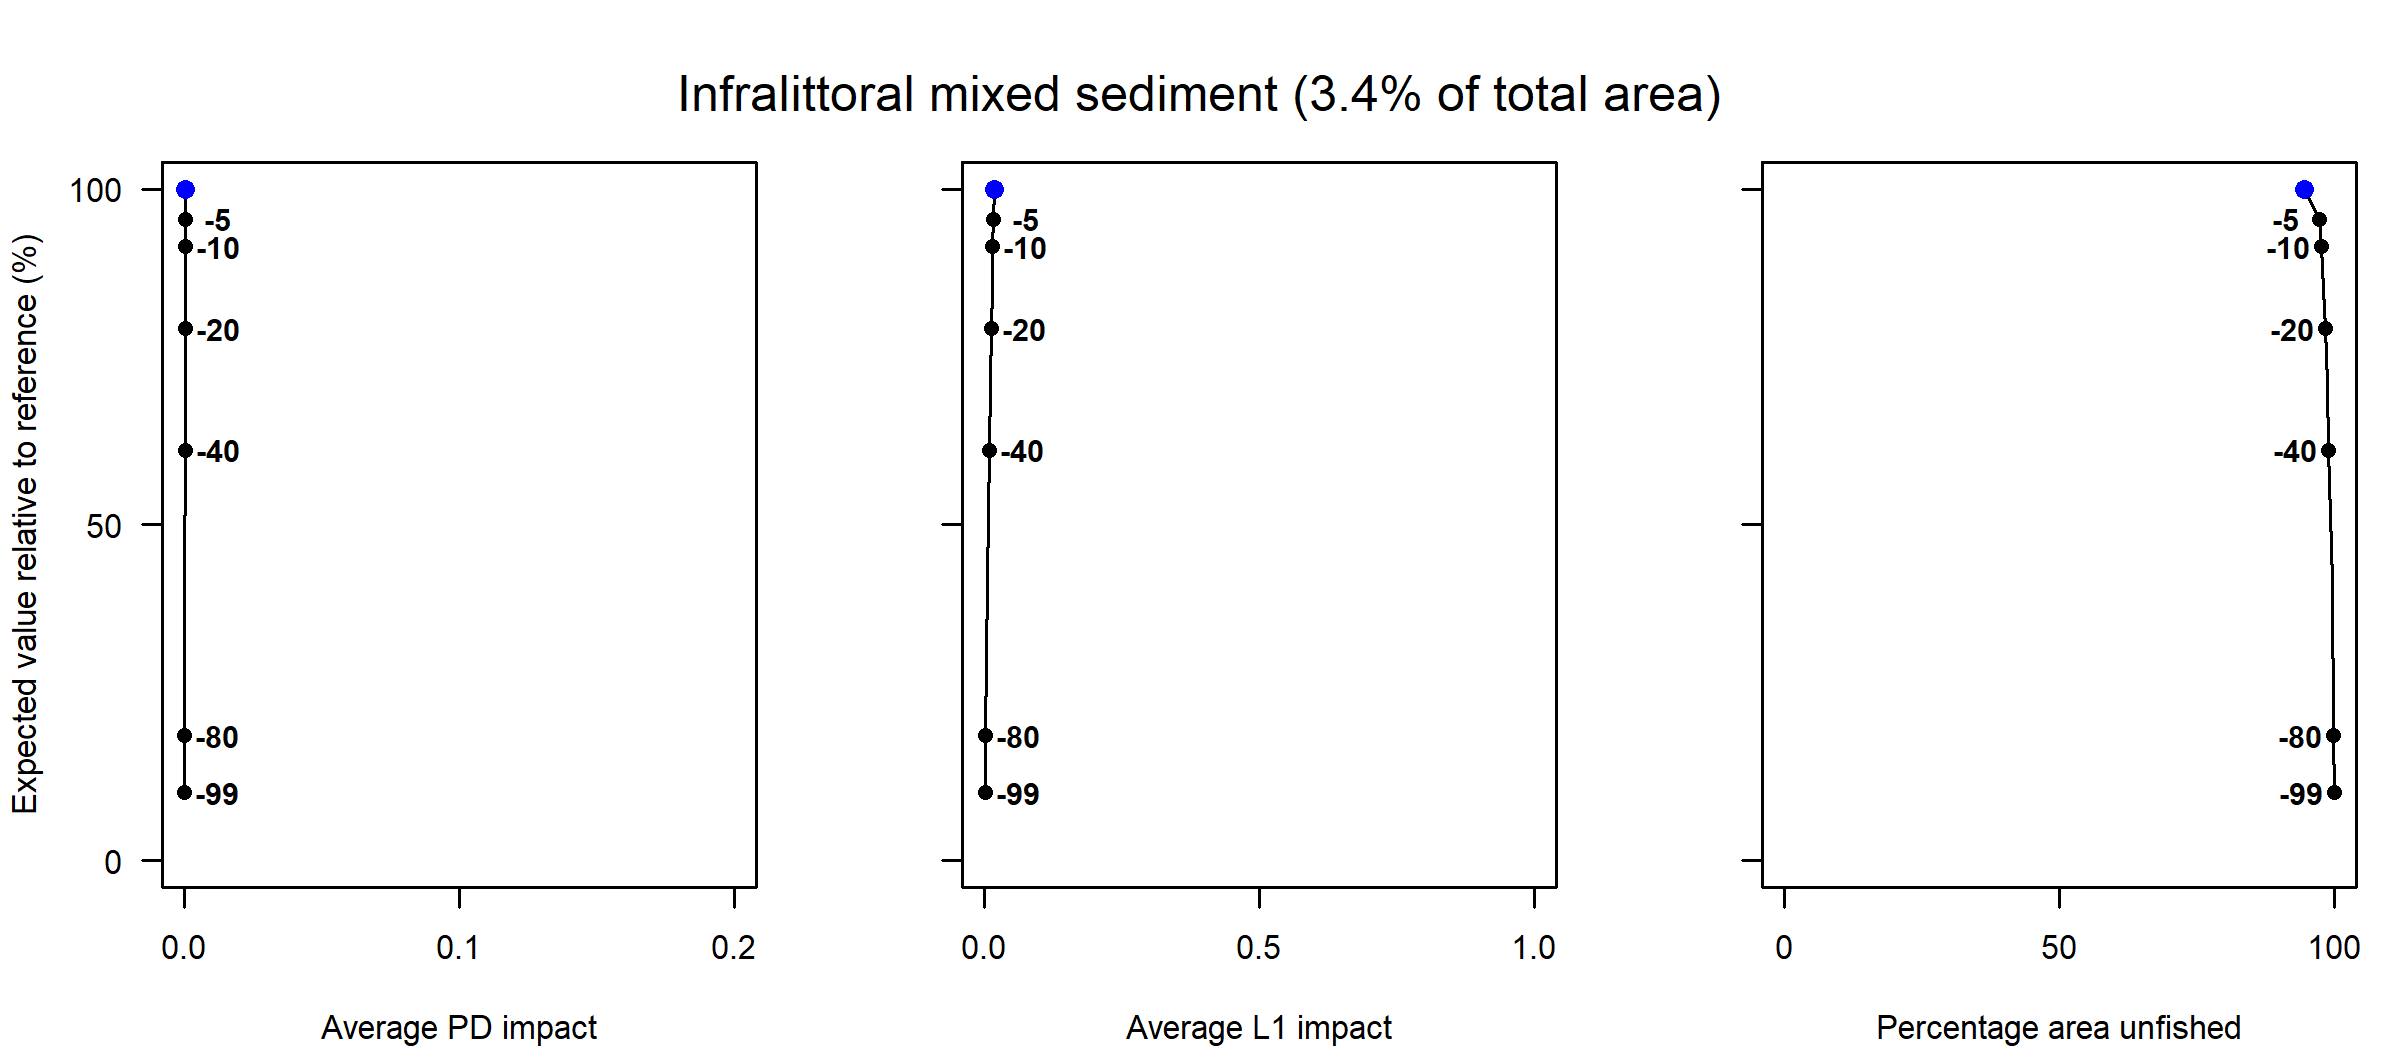 Infralittoral mixed sediment (3.4% of total area)
Expected value relative to reference (%)
100
50
0
-5
-10
-20
-40
-80
-99
0.0 0.1 0.2
Average PD impact
-5
-10
-20
-40
-80
-99
0.0 0.5 1.0
Average L1 impact
-5
-10
-20
-40
-80
-99
0 50 100
Percentage area unfished